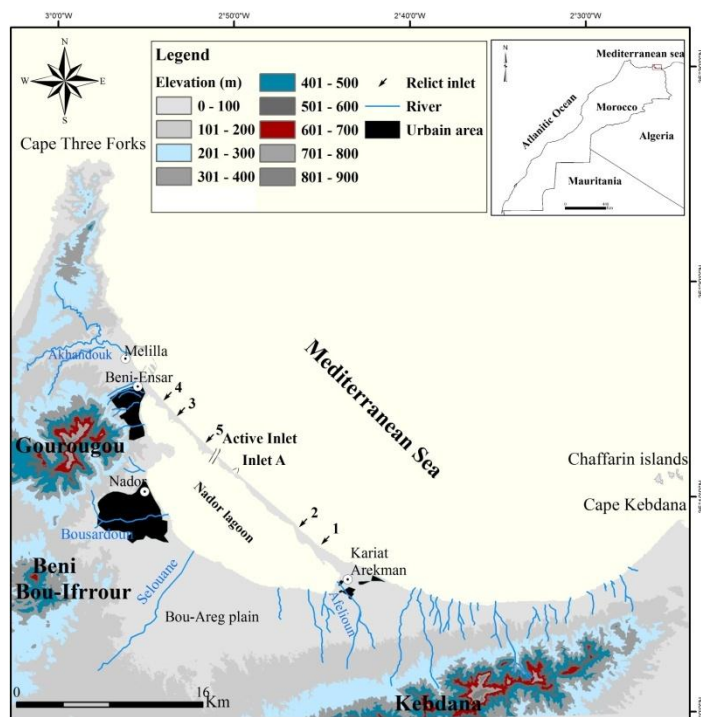 3°0'0"
2°50'0"
2°40'0"
2°30'0"
N
W
E
S
Legend
Elevation (m)
0 - 100
101 - 200
201 - 300
301 - 400
401 - 500
501 - 600
601 - 700
701 - 800
801 - 900
Relict inlet
River
Urbain area
N
Mediterranean sea
Atlanitic Ocean
Morocco
Algeria
Mauritania
Cape Three Forks
Akhandouk
Melilla
Beni-Ensar
4
3
5
Active Inlet
Inlet A
Mediterranean Sea
Gourougou
Nador
Nador lagoon
Bousardoun
2
1
Chaffarin islands
Cape Kebdana
Kariat
Arekman
Beni
Bou-Ifrrour
Selouane
Afelioun
Bou-Areg plain
Kebdana
0
16
Km